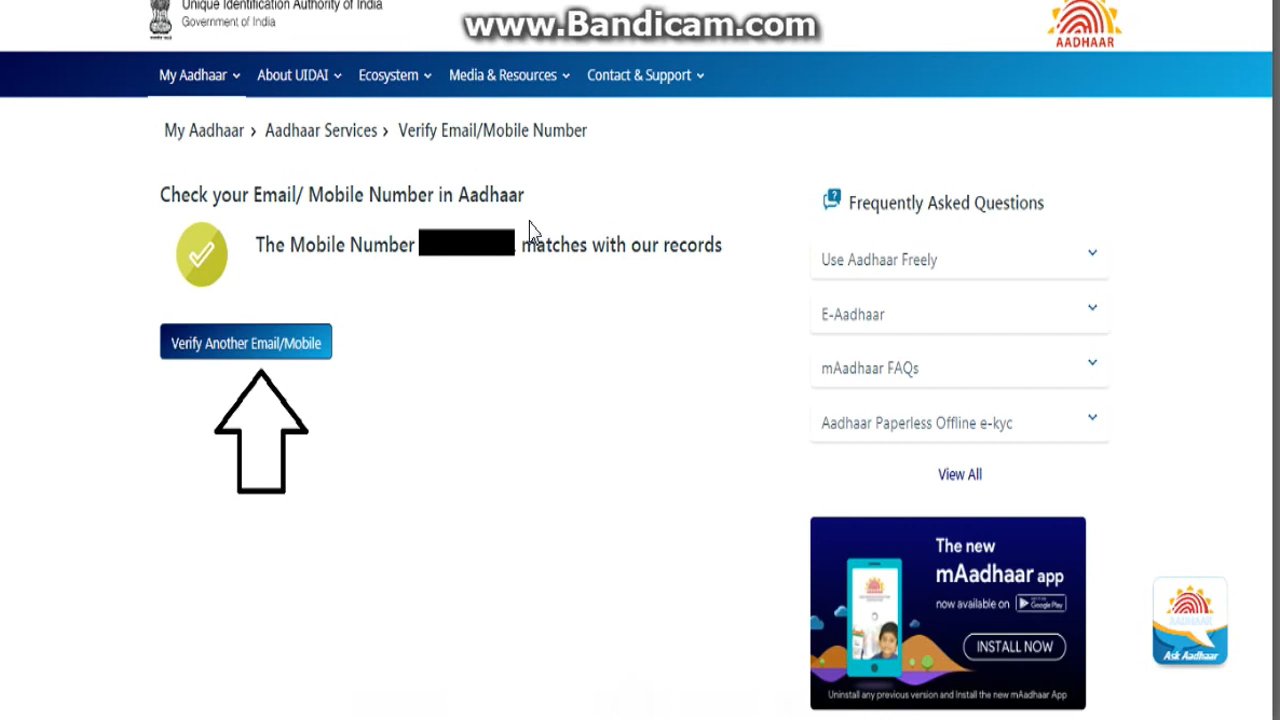 Unique Identification Authority of India
Government of India
www.Bandicam.com
AADHAAR
My Aadhaar
About UIDAI
Ecosystem
Media & Resources
Contact & Support
My Aadhaar › Aadhaar Services › Verify Email/Mobile Number
Check your Email/ Mobile Number in Aadhaar
The Mobile Number matches with our records
Verify Another Email/Mobile
Frequently Asked Questions
Use Aadhaar Freely
E-Aadhaar
mAadhaar FAQs
Aadhaar Paperless Offline e-kyc
View All
The new
mAadhaar app
now available on Google Play
INSTALL NOW
Uninstall any previous version and Install the new mAadhaar App
AADHAAR
Ask Aadhaar